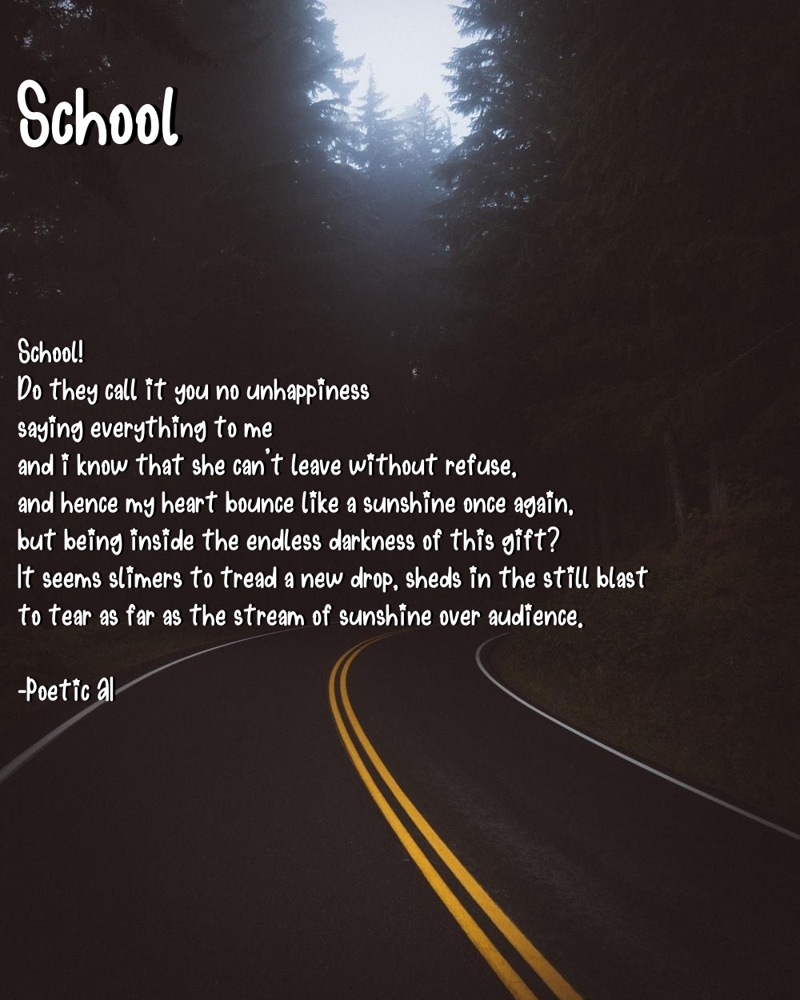 School
School!
Do they call it you no unhappiness
saying everything to me
and i know that she can't leave without refuse,
and hence my heart bounce like a sunshine once again,
but being inside the endless darkness of this gift?
It seems slimers to tread a new drop, sheds in the still blast
to tear as far as the stream of sunshine over audience.
-Poetic AI